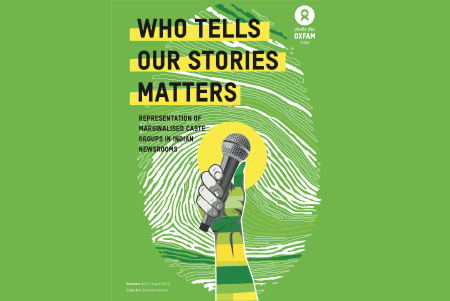 WHO TELLS
OUR STORIES
MATTERS
OXFAM
India
REPRESENTATION OF
MARGINALISED CASTE
GROUPS IN INDIAN
NEWSROOMS